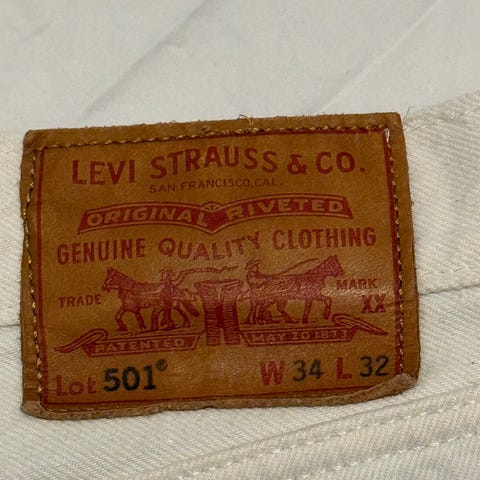 LEVI STRAUSS & CO.
SAN FRANCISCO, CAL.
ORIGINAL RIVETED
GENUINE QUALITY CLOTHING
TRADE MARK
XX
PATENTED MAY 20 1873
Lot 501® W 34 L 32